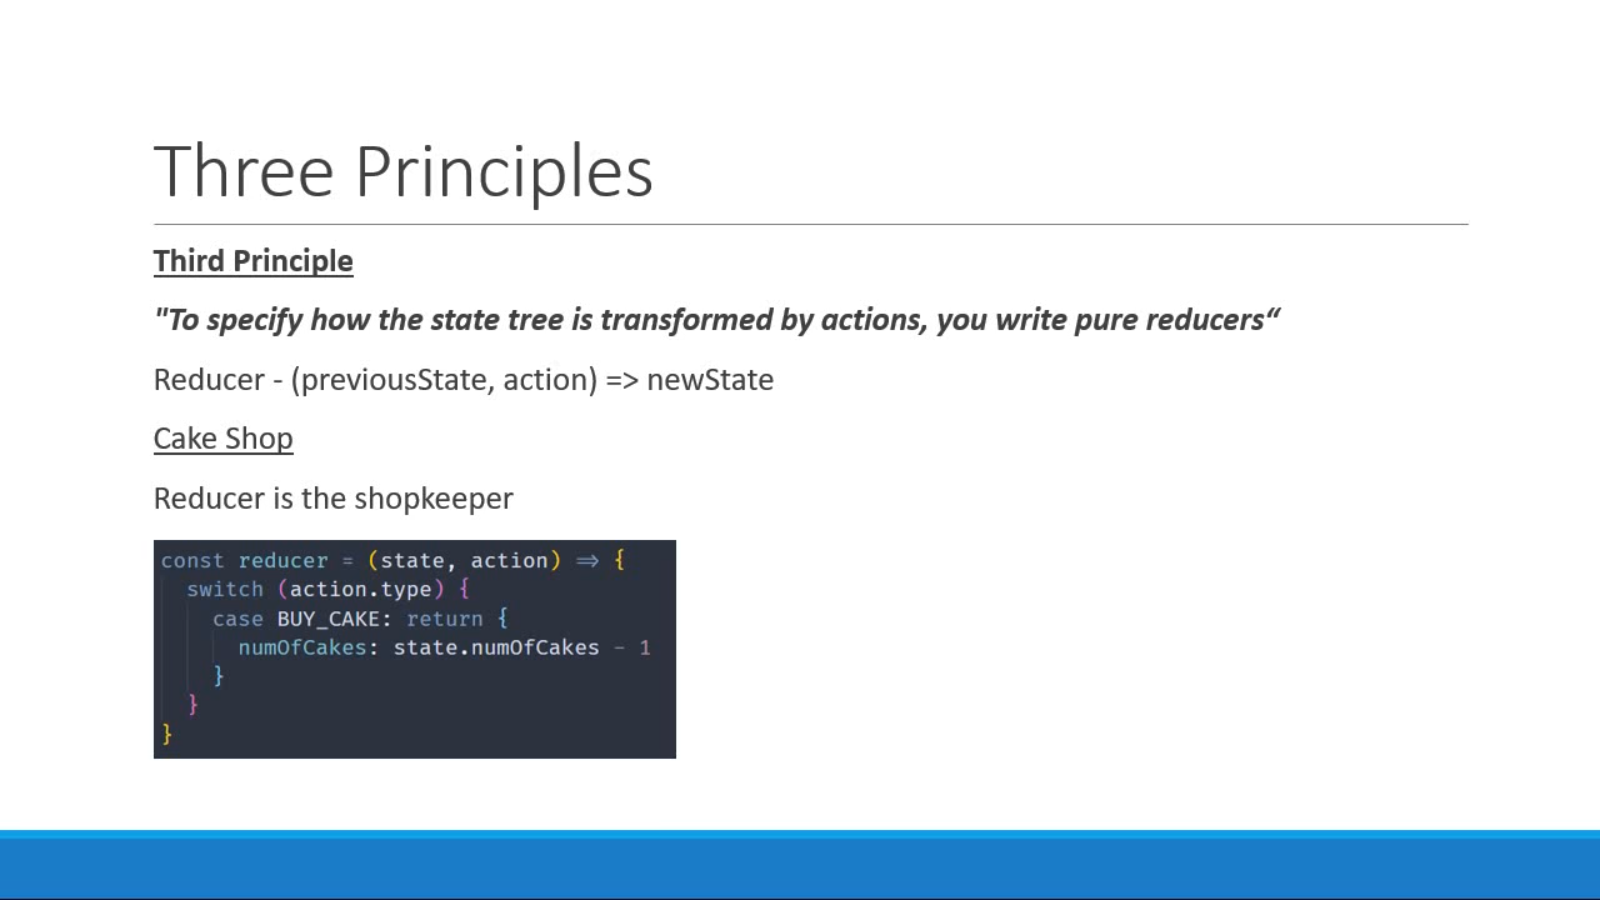 Three Principles
Third Principle
"To specify how the state tree is transformed by actions, you write pure reducers“
Reducer - (previousState, action) => newState
Cake Shop
Reducer is the shopkeeper
const reducer = (state, action) ⇒ {
  switch (action.type) {
    case BUY_CAKE: return {
      numOfCakes: state.numOfCakes - 1
    }
  }
}